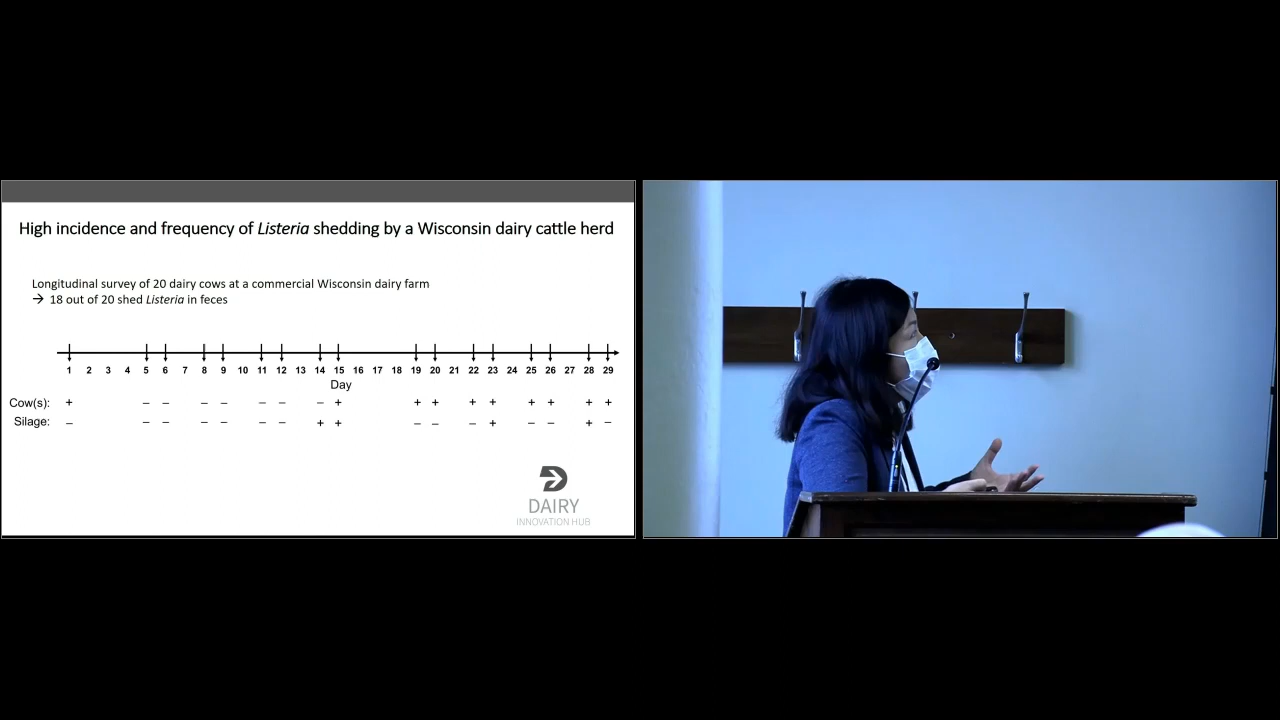 High incidence and frequency of Listeria shedding by a Wisconsin dairy cattle herd
Longitudinal survey of 20 dairy cows at a commercial Wisconsin dairy farm
→ 18 out of 20 shed Listeria in feces
1 2 3 4 5 6 7 8 9 10 11 12 13 14 15 16 17 18 19 20 21 22 23 24 25 26 27 28 29
Day
Cow(s): + – – – – – – – + + + + + + + + +
Silage: – – – – – – – + + – – – + – – + –
DAIRY
INNOVATION HUB